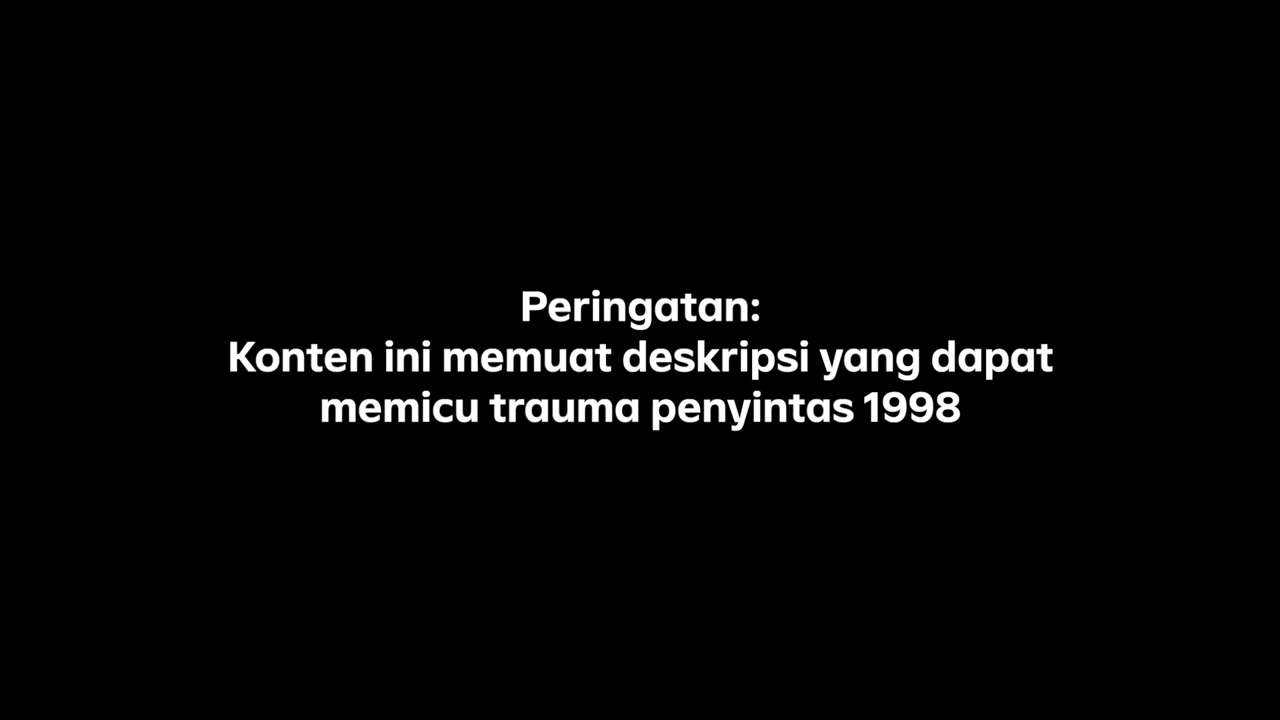 Peringatan:
Konten ini memuat deskripsi yang dapat
memicu trauma penyintas 1998